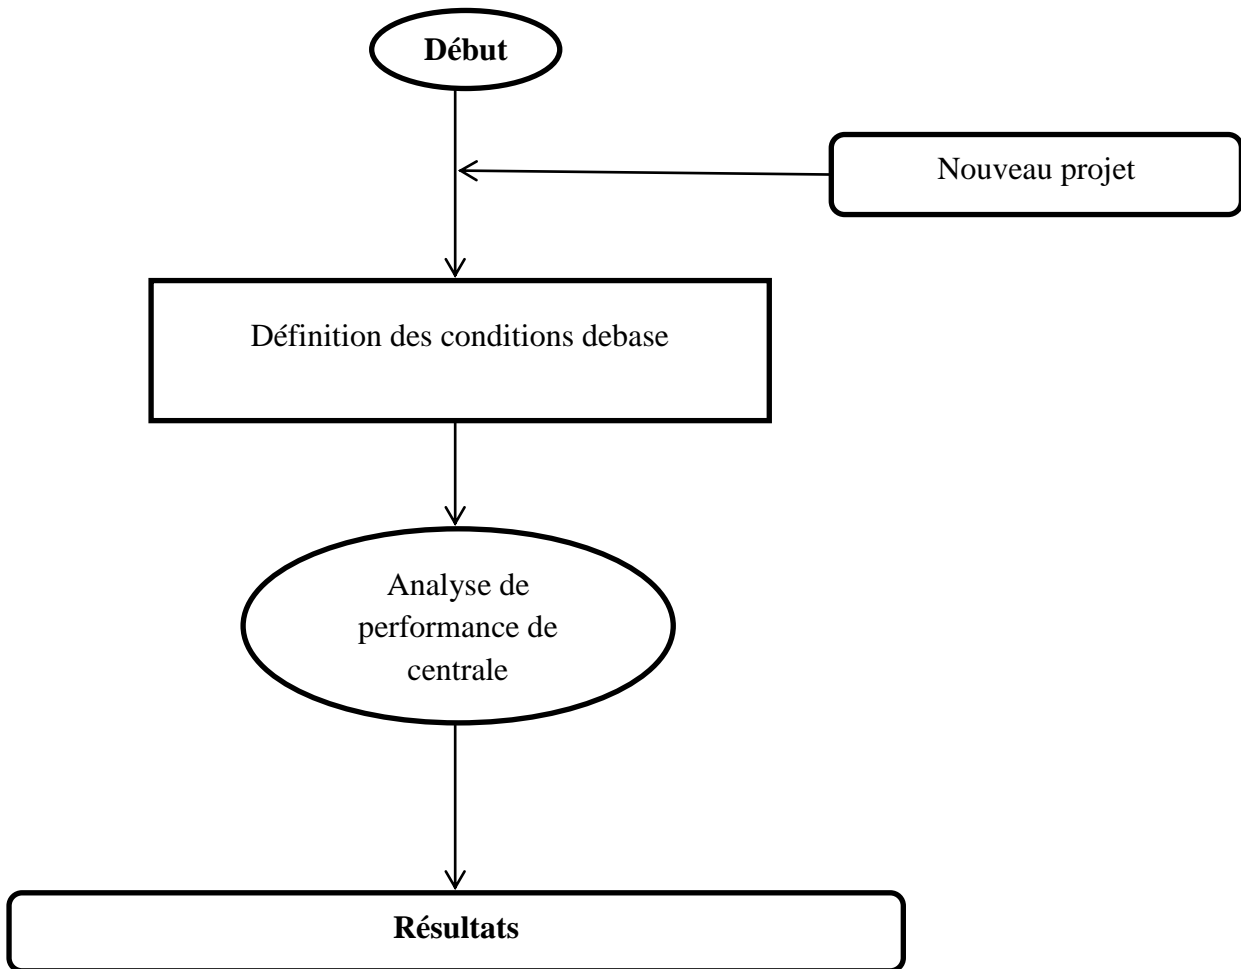 Début
Nouveau projet
Définition des conditions debase
Analyse de
performance de
centrale
Résultats